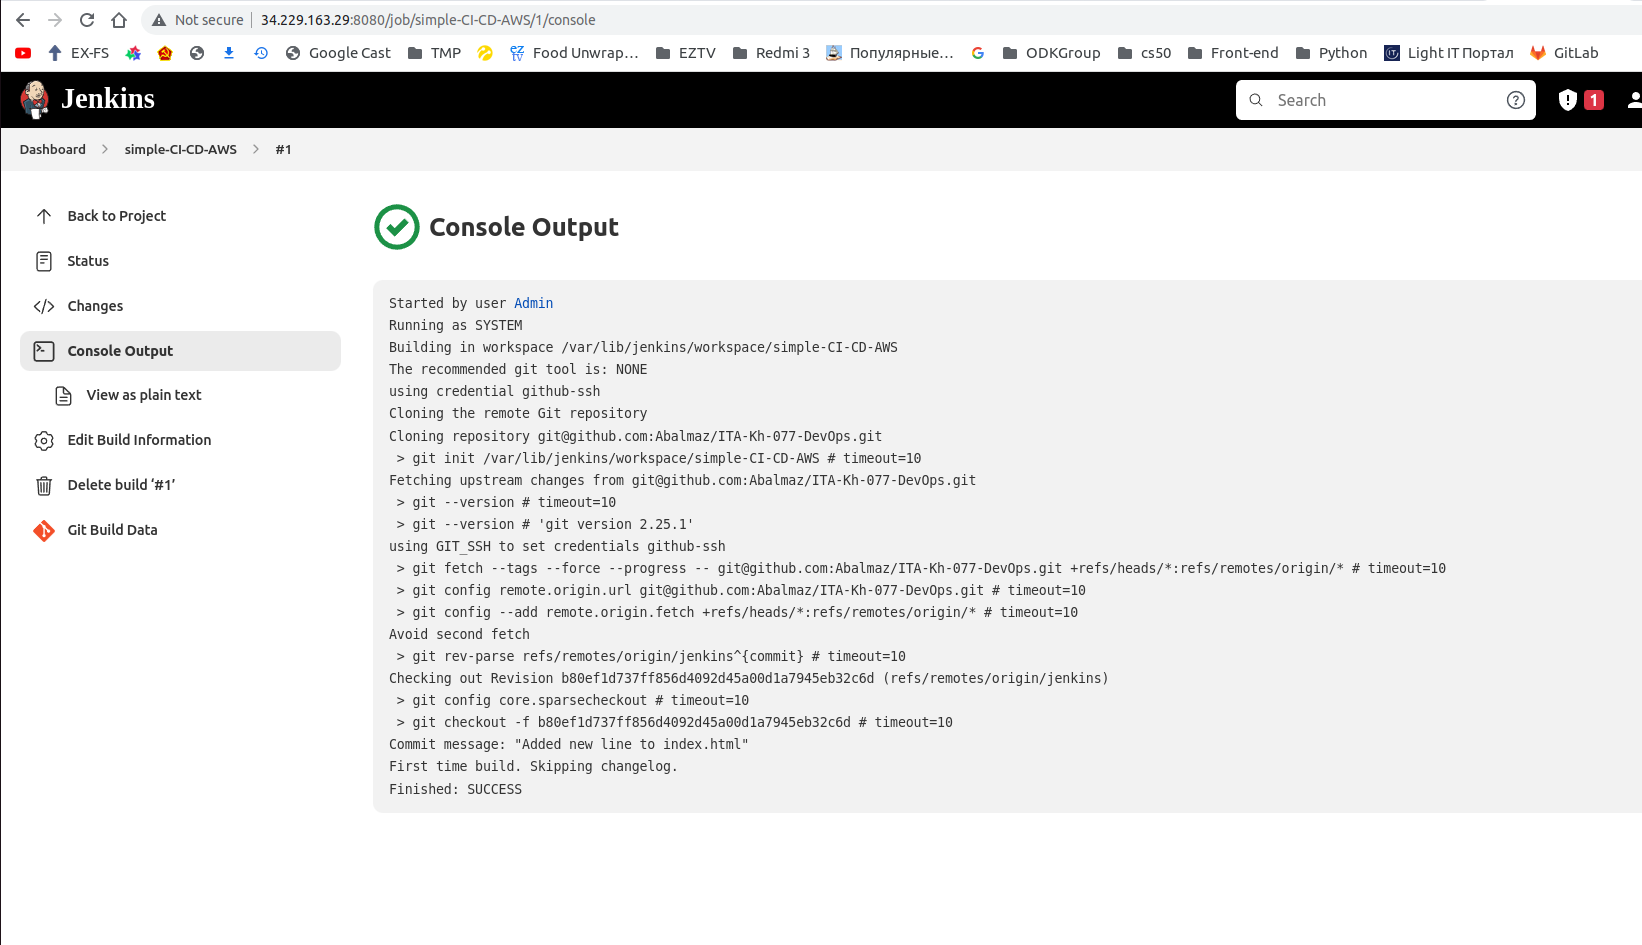 Not secure 34.229.163.29:8080/job/simple-CI-CD-AWS/1/console
EX-FS Google Cast TMP Food Unwrap... EZTV Redmi 3 Популярные... ODKGroup cs50 Front-end Python Light IT Портал GitLab
Jenkins Search 1
Dashboard simple-CI-CD-AWS #1
Back to Project
Status
Changes
Console Output
View as plain text
Edit Build Information
Delete build ‘#1’
Git Build Data
Console Output
Started by user Admin
Running as SYSTEM
Building in workspace /var/lib/jenkins/workspace/simple-CI-CD-AWS
The recommended git tool is: NONE
using credential github-ssh
Cloning the remote Git repository
Cloning repository git@github.com:Abalmaz/ITA-Kh-077-DevOps.git
> git init /var/lib/jenkins/workspace/simple-CI-CD-AWS # timeout=10
Fetching upstream changes from git@github.com:Abalmaz/ITA-Kh-077-DevOps.git
> git --version # timeout=10
> git --version # 'git version 2.25.1'
using GIT_SSH to set credentials github-ssh
> git fetch --tags --force --progress -- git@github.com:Abalmaz/ITA-Kh-077-DevOps.git +refs/heads/*:refs/remotes/origin/* # timeout=10
> git config remote.origin.url git@github.com:Abalmaz/ITA-Kh-077-DevOps.git # timeout=10
> git config --add remote.origin.fetch +refs/heads/*:refs/remotes/origin/* # timeout=10
Avoid second fetch
> git rev-parse refs/remotes/origin/jenkins^{commit} # timeout=10
Checking out Revision b80ef1d737ff856d4092d45a00d1a7945eb32c6d (refs/remotes/origin/jenkins)
> git config core.sparsecheckout # timeout=10
> git checkout -f b80ef1d737ff856d4092d45a00d1a7945eb32c6d # timeout=10
Commit message: "Added new line to index.html"
First time build. Skipping changelog.
Finished: SUCCESS